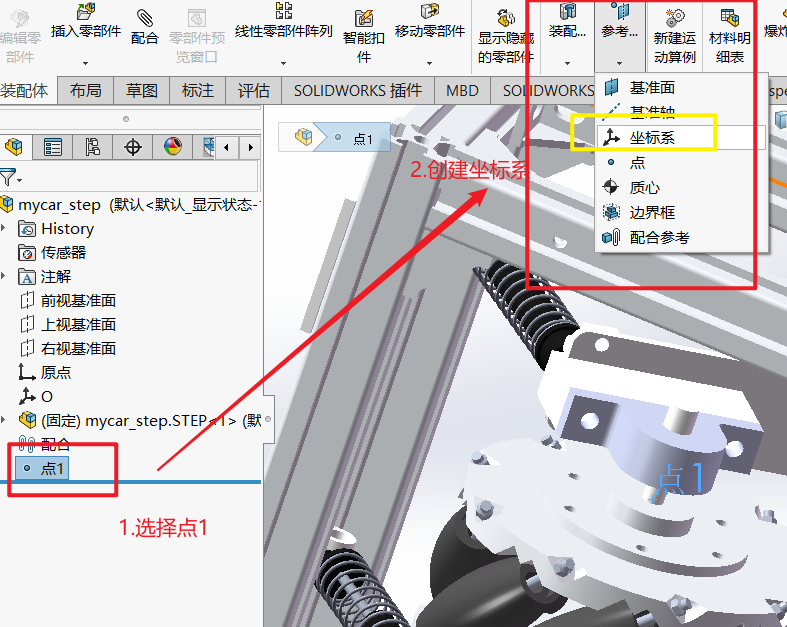 编辑零
部件
插入零部件
配合
零部件预
览窗口
线性零部件阵列
智能扣
件
移动零部件
显示隐藏
的零部件
装配...
参考...
新建运
动算例
材料明
细表
爆炸
装配体
布局
草图
标注
评估
SOLIDWORKS 插件
MBD
SOLIDWORKS
基准面
基准轴
坐标系
点
质心
边界框
配合参考
点1
2.创建坐标系
mycar_step (默认<默认_显示状态-
History
传感器
注解
前视基准面
上视基准面
右视基准面
原点
O
(固定) mycar_step.STEP<1> (默
配合
点1
1.选择点1
点1